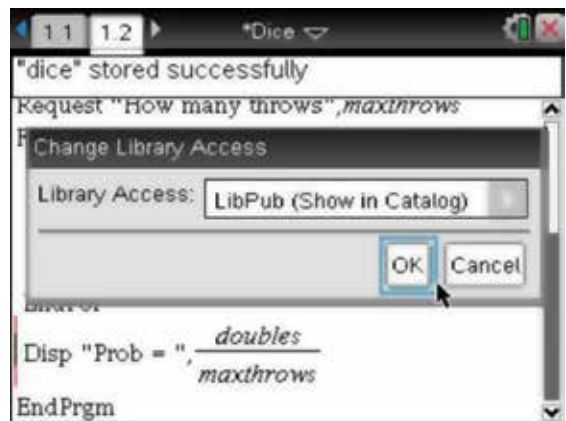 1.1 1.2 *Dice
"dice" stored successfully
Request "How many throws",maxthrows
F
Change Library Access
Library Access: LibPub (Show in Catalog)
OK Cancel
EndFor
Disp "Prob = ", doubles
maxthrows
EndPrgm